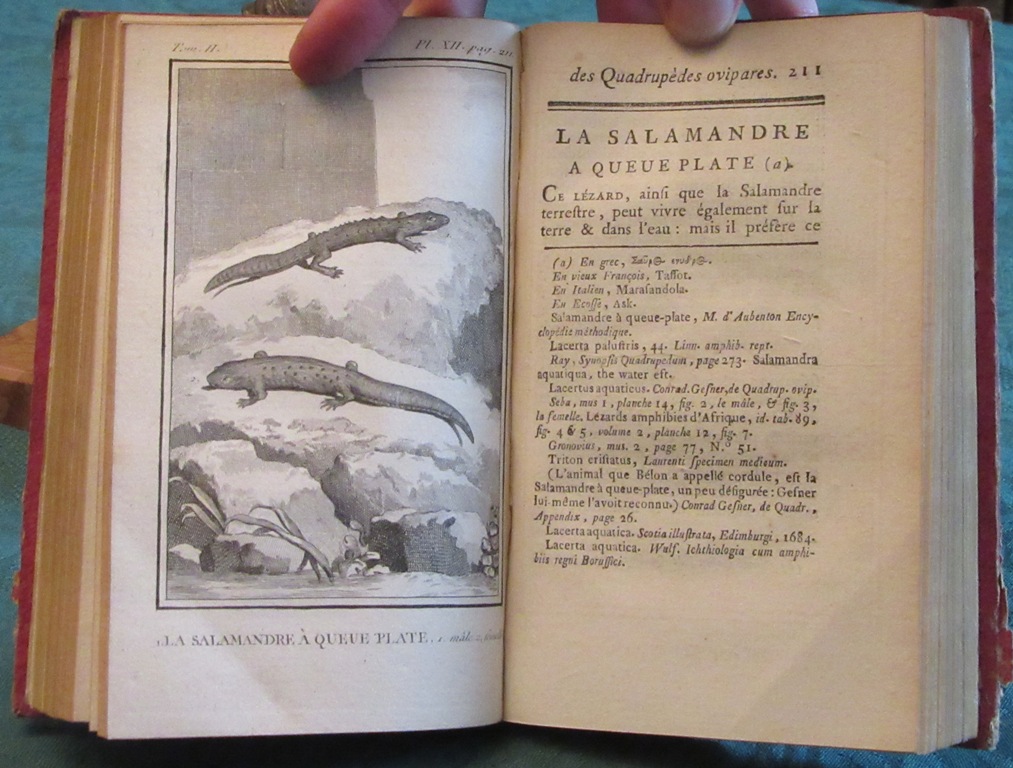 Tom. II.
Pl. XII. pag. 211
1. LA SALAMANDRE À QUEUE PLATE. 1. mâle 2.
des Quadrupèdes ovipares. 211
LA SALAMANDRE
A QUEUE PLATE (a).
CE LÉZARD, ainſi que la Salamandre
terreſtre, peut vivre également ſur la
terre & dans l'eau : mais il préfère ce
(a) En grec,
En vieux François, Taſſot.
En Italien, Maraſandola.
En Ecoſſe, Ask.
Salamandre à queue-plate, M. d'Aubenton Ency-
clopédie méthodique.
Lacerta paluſtris, 44. Linn. amphib. rept.
Ray, Synopſis Quadrupedum, page 273. Salamandra
aquatiqua, the water eft.
Lacertus aquaticus. Conrad. Geſner, de Quadrup. ovip.
Seba, mus 1, planche 14, fig. 2, le mâle, & fig. 3,
la femelle. Lézards amphibies d'Afrique, id. tab. 89,
fig. 4 & 5, volume 2, planche 12, fig. 7.
Gronovius, mus. 2, page 77, N.° 51.
Triton criſtatus, Laurenti ſpecimen medicum.
(L'animal que Bélon a appellé cordule, eſt la
Salamandre à queue-plate, un peu défigurée : Geſner
lui-même l'avoit reconnu.) Conrad Geſner, de Quadr.,
Appendix, page 26.
Lacerta aquatica. Scotia illuſtrata, Edimburgi, 1684.
Lacerta aquatica. Wulf. Ichthiologia cum amphi-
biis regni Boruſſici.